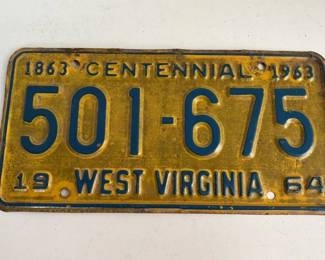 1863 CENTENNIAL 1963
501-675
19 WEST VIRGINIA 64